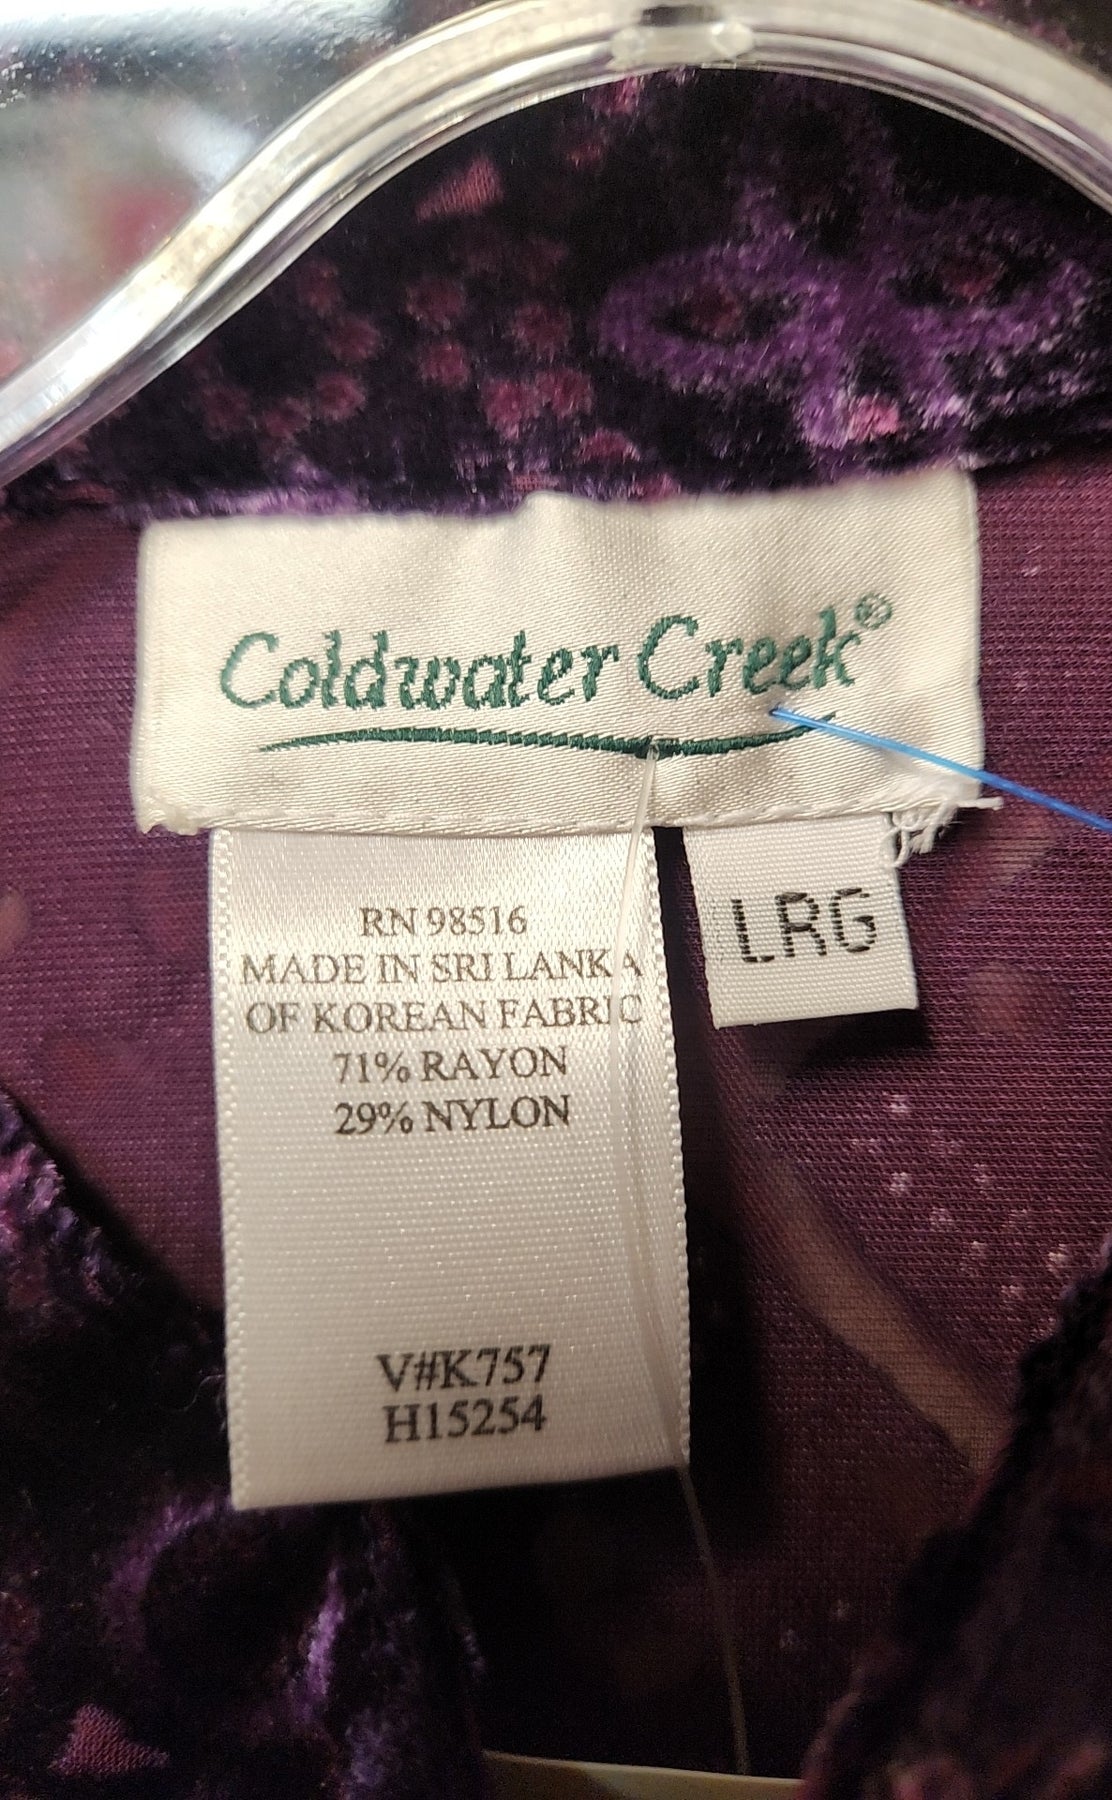 Coldwater Creek®
LRG
RN 98516
MADE IN SRI LANKA
OF KOREAN FABRIC
71% RAYON
29% NYLON
V#K757
H15254